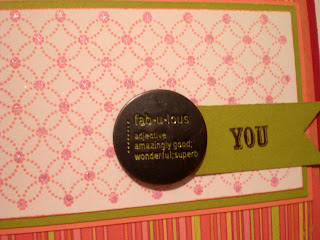 fab·u·lous
adjective
amazingly good;
wonderful; superb
YOU